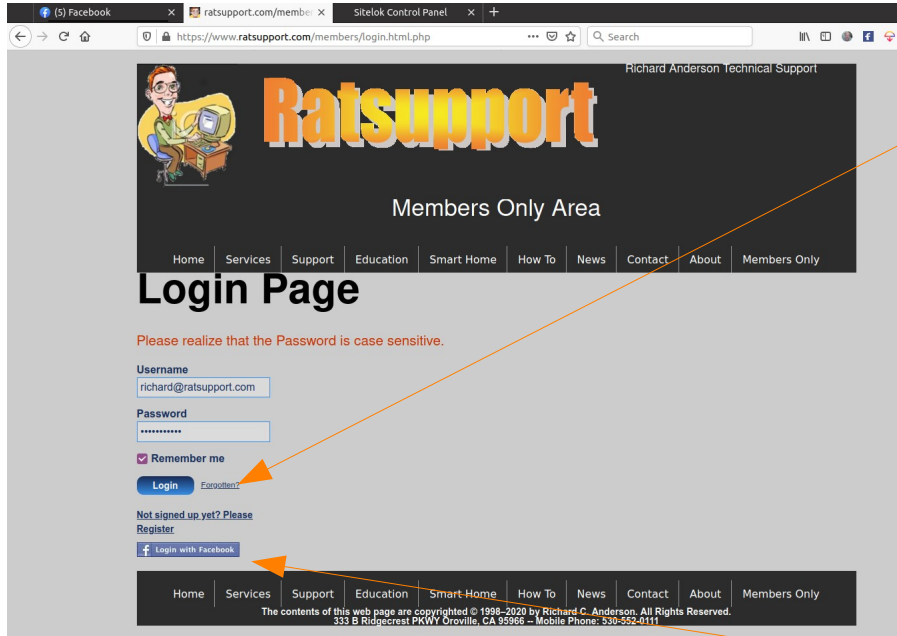 (5) Facebook
ratsupport.com/member
Sitelok Control Panel
https://www.ratsupport.com/members/login.html.php
Search
Richard Anderson Technical Support
Ratsupport
Members Only Area
Home Services Support Education Smart Home How To News Contact About Members Only
Login Page
Please realize that the Password is case sensitive.
Username
richard@ratsupport.com
Password
•••••••••••
Remember me
Login Forgotten?
Not signed up yet? Please
Register
f Login with Facebook
Home Services Support Education Smart Home How To News Contact About Members Only
The contents of this web page are copyrighted © 1998–2020 by Richard C. Anderson. All Rights Reserved.
333 B Ridgecrest PKWY Oroville, CA 95966 -- Mobile Phone: 530-552-0111